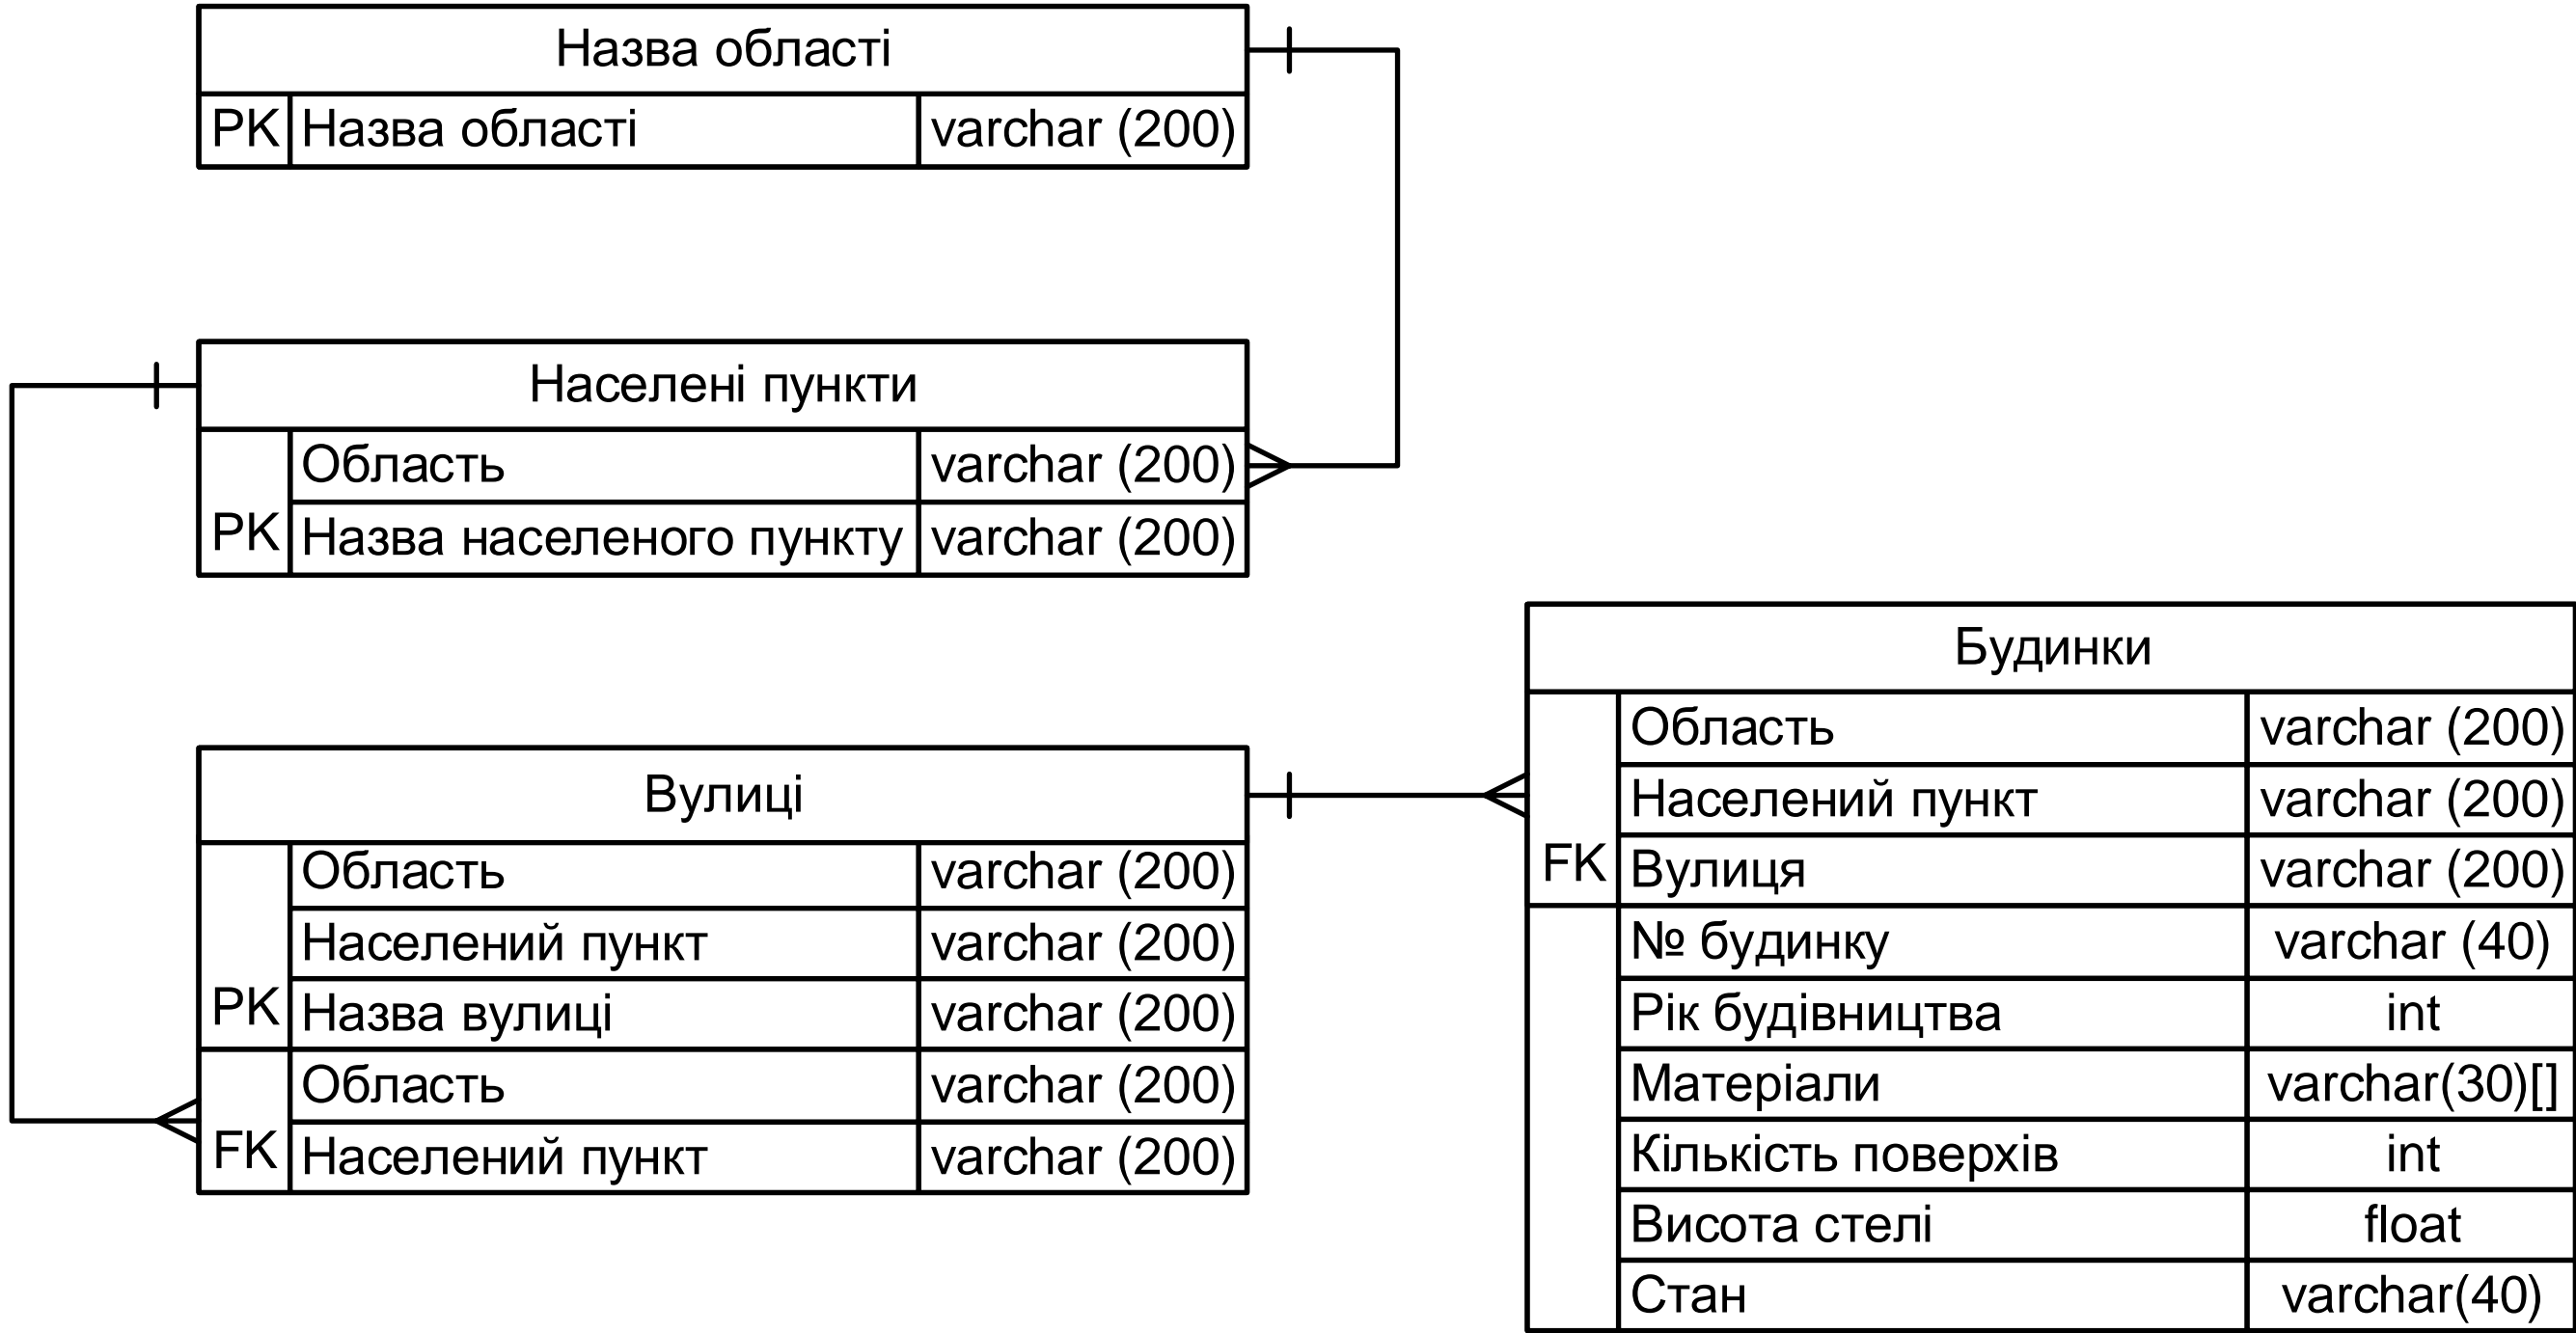 Назва області
PK Назва області varchar (200)
Населені пункти
Область varchar (200)
PK Назва населеного пункту varchar (200)
Вулиці
Область varchar (200)
Населений пункт varchar (200)
PK Назва вулиці varchar (200)
Область varchar (200)
FK Населений пункт varchar (200)
Будинки
Область varchar (200)
Населений пункт varchar (200)
FK Вулиця varchar (200)
№ будинку varchar (40)
Рік будівництва int
Матеріали varchar(30)[]
Кількість поверхів int
Висота стелі float
Стан varchar(40)